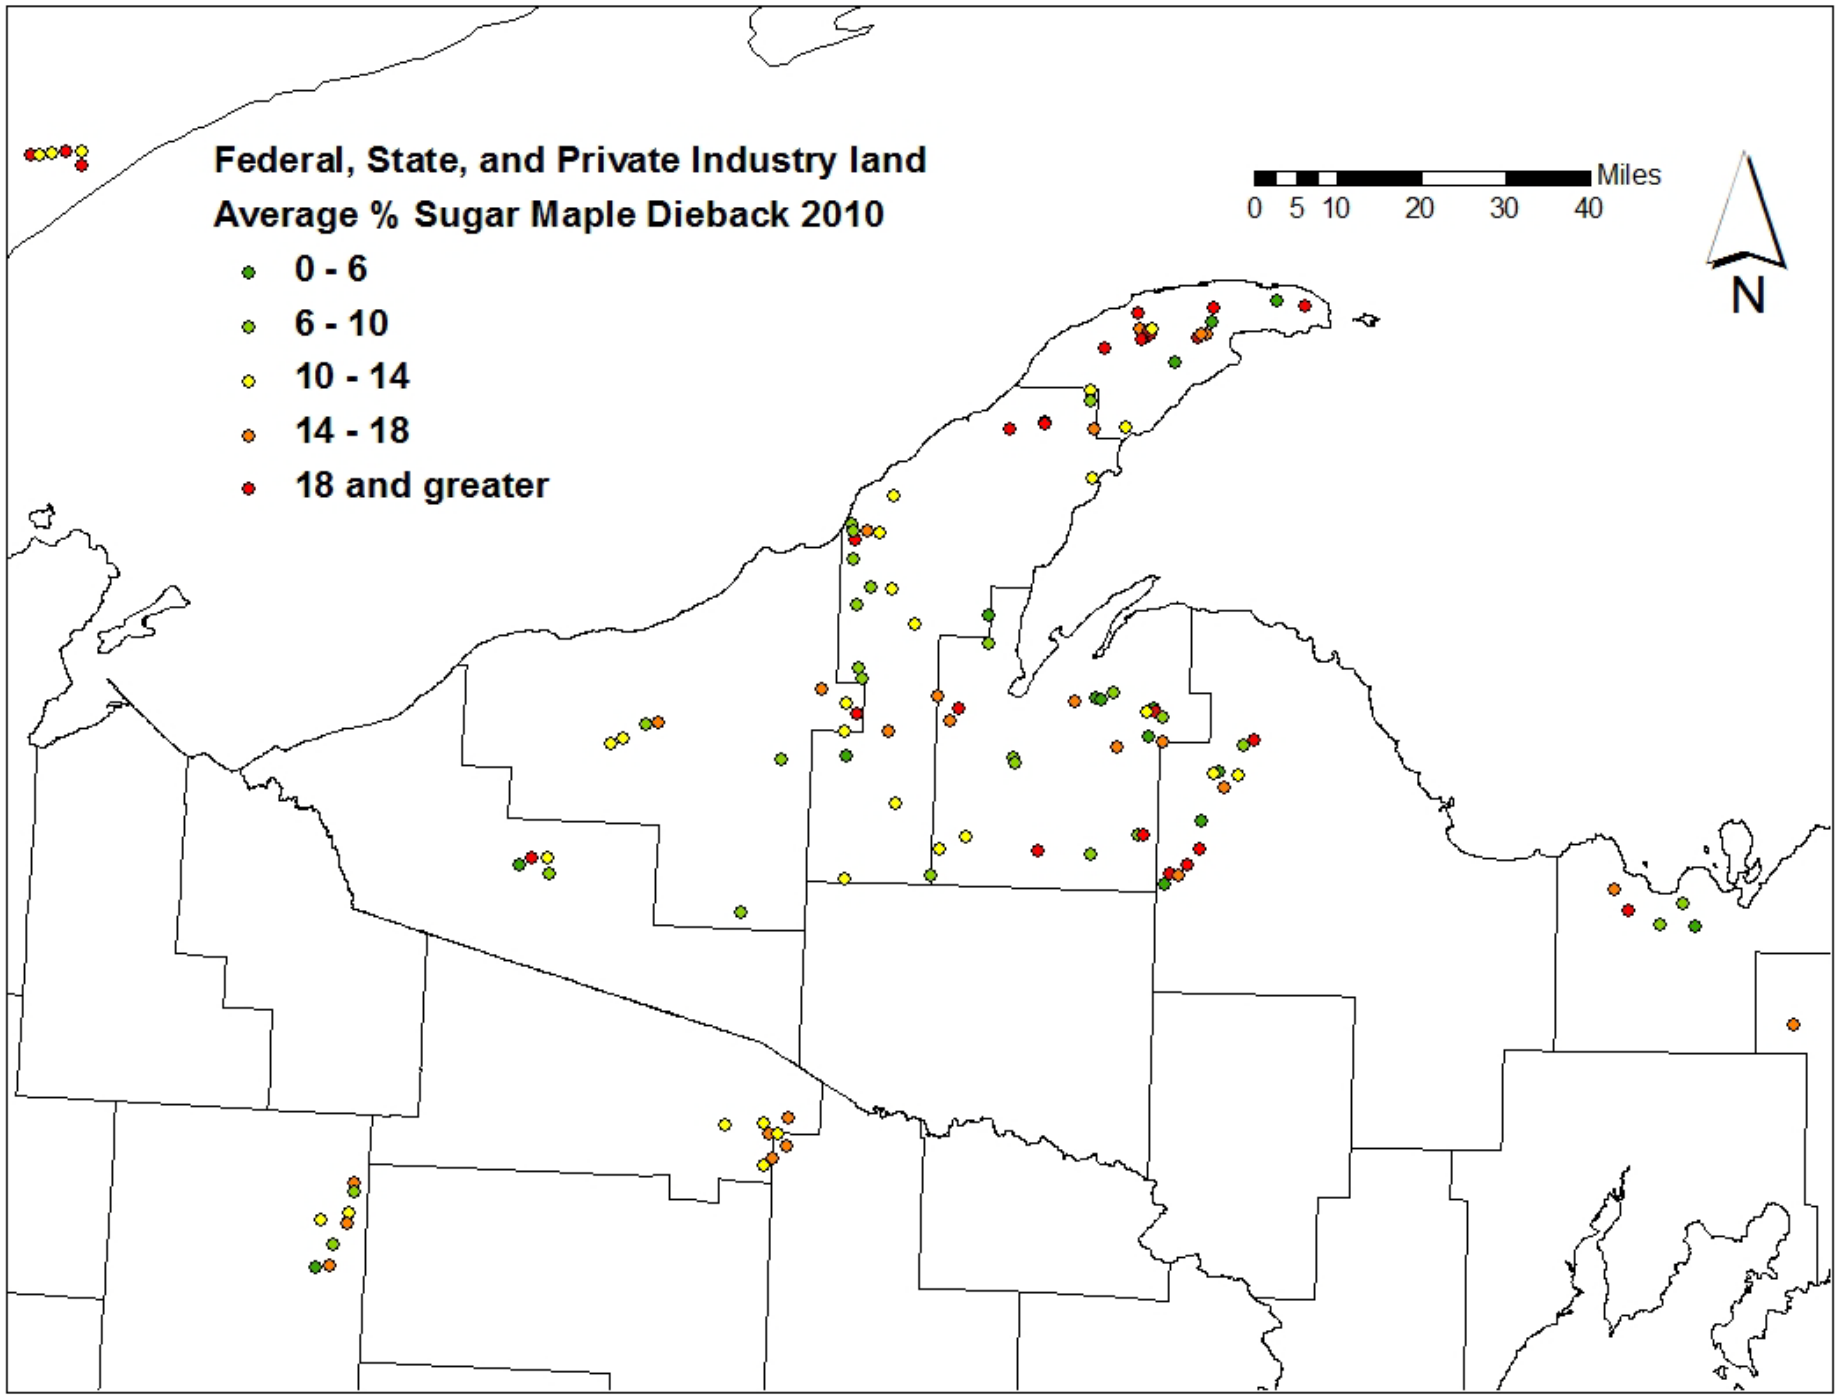 Federal, State, and Private Industry land
Average % Sugar Maple Dieback 2010
0 - 6
6 - 10
10 - 14
14 - 18
18 and greater
Miles
0 5 10 20 30 40
N